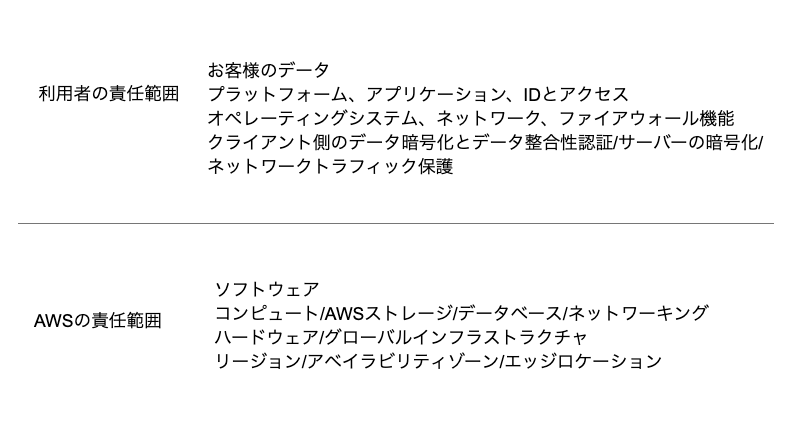 利用者の責任範囲
お客様のデータ
プラットフォーム、アプリケーション、IDとアクセス
オペレーティングシステム、ネットワーク、ファイアウォール機能
クライアント側のデータ暗号化とデータ整合性認証/サーバーの暗号化/
ネットワークトラフィック保護
AWSの責任範囲
ソフトウェア
コンピュート/AWSストレージ/データベース/ネットワーキング
ハードウェア/グローバルインフラストラクチャ
リージョン/アベイラビリティゾーン/エッジロケーション